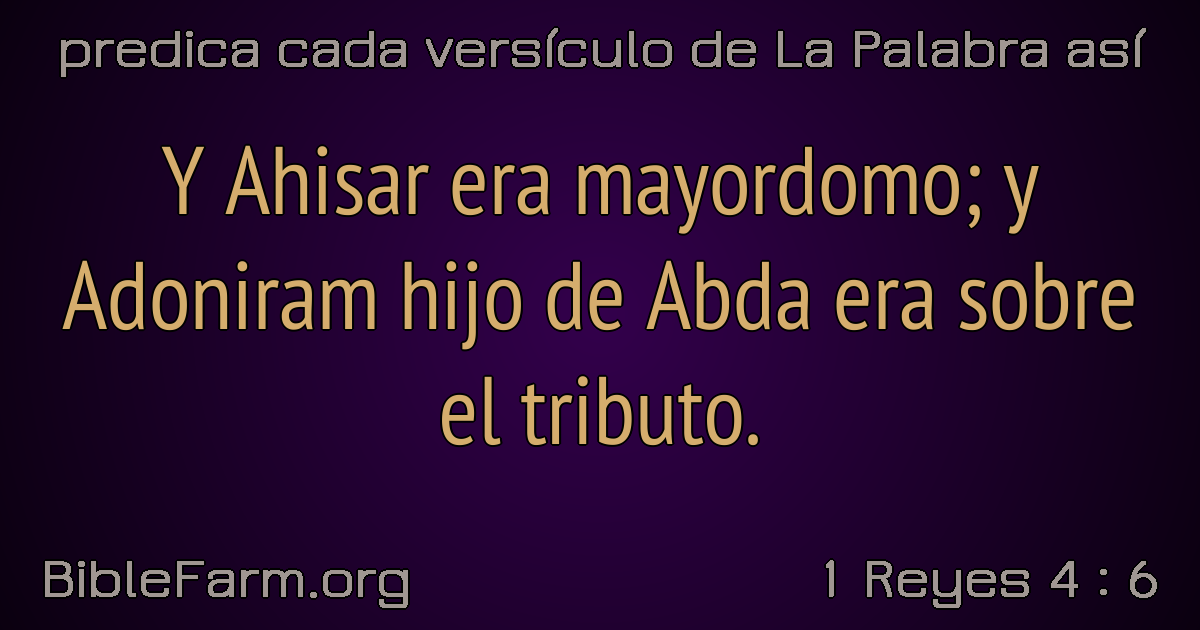 predica cada versículo de La Palabra así
Y Ahisar era mayordomo; y
Adoniram hijo de Abda era sobre
el tributo.
BibleFarm.org
1 Reyes 4 : 6